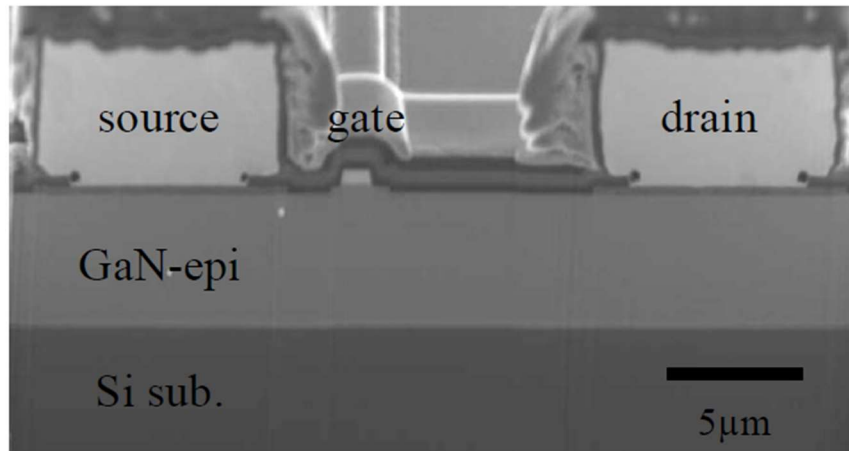 source
gate
drain
GaN-epi
Si sub.
5µm